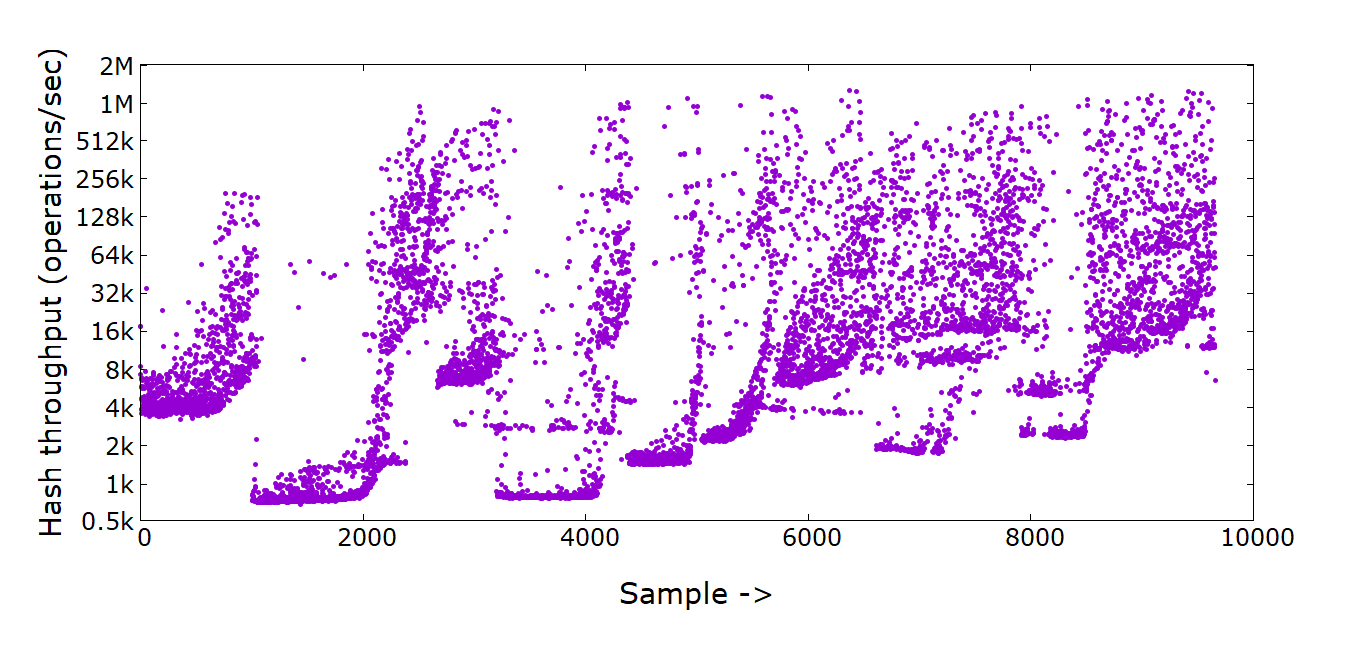 Hash throughput (operations/sec)
2M
1M
512k
256k
128k
64k
32k
16k
8k
4k
2k
1k
0.5k
0 2000 4000 6000 8000 10000
Sample ->